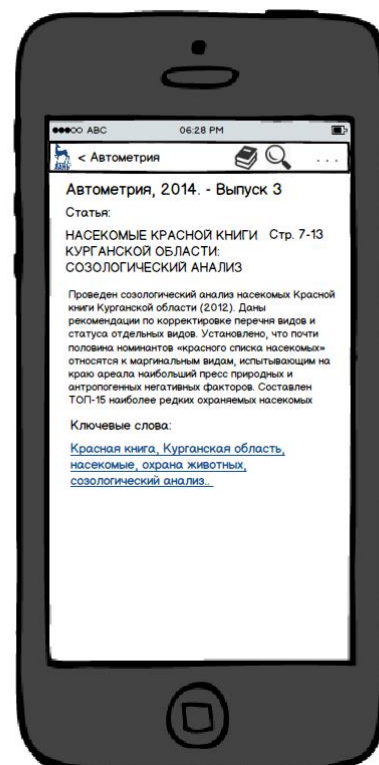 ABC 06:28 PM
< Автометрия ...
Автометрия, 2014. - Выпуск 3
Статья:
НАСЕКОМЫЕ КРАСНОЙ КНИГИ Стр. 7-13
КУРГАНСКОЙ ОБЛАСТИ:
СОЗОЛОГИЧЕСКИЙ АНАЛИЗ
Проведен созологический анализ насекомых Красной
книги Курганской области (2012). Даны
рекомендации по корректировке перечня видов и
статуса отдельных видов. Установлено, что почти
половина номинантов «красного списка насекомых»
относятся к маргинальным видам, испытывающим на
краю ареала наибольший пресс природных и
антропогенных негативных факторов. Составлен
ТОП-15 наиболее редких охраняемых насекомых
Ключевые слова:
Красная книга, Курганская область,
насекомые, охрана животных,
созологический анализ..